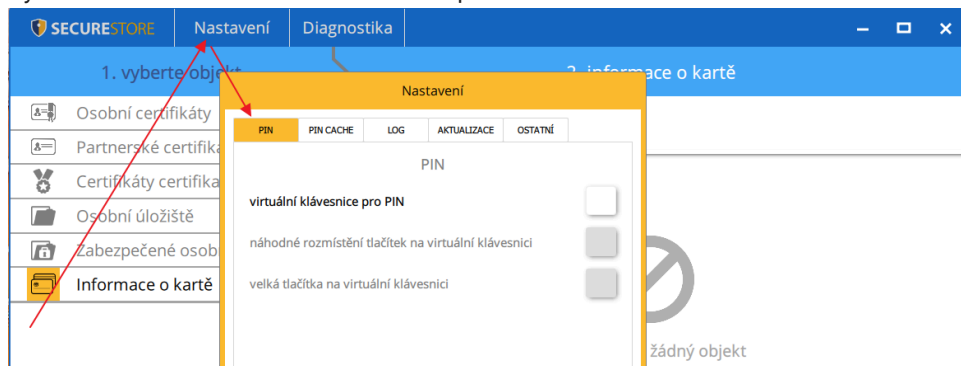 SECURESTORE Nastavení Diagnostika
1. vyberte objekt
informace o kartě
Nastavení
PIN PIN CACHE LOG AKTUALIZACE OSTATNÍ
PIN
virtuální klávesnice pro PIN
náhodné rozmístění tlačítek na virtuální klávesnici
velká tlačítka na virtuální klávesnici
Osobní certifikáty
Partnerské certifiká
Certifikáty certifika
Osobní úložiště
Zabezpečené osob
Informace o kartě
žádný objekt